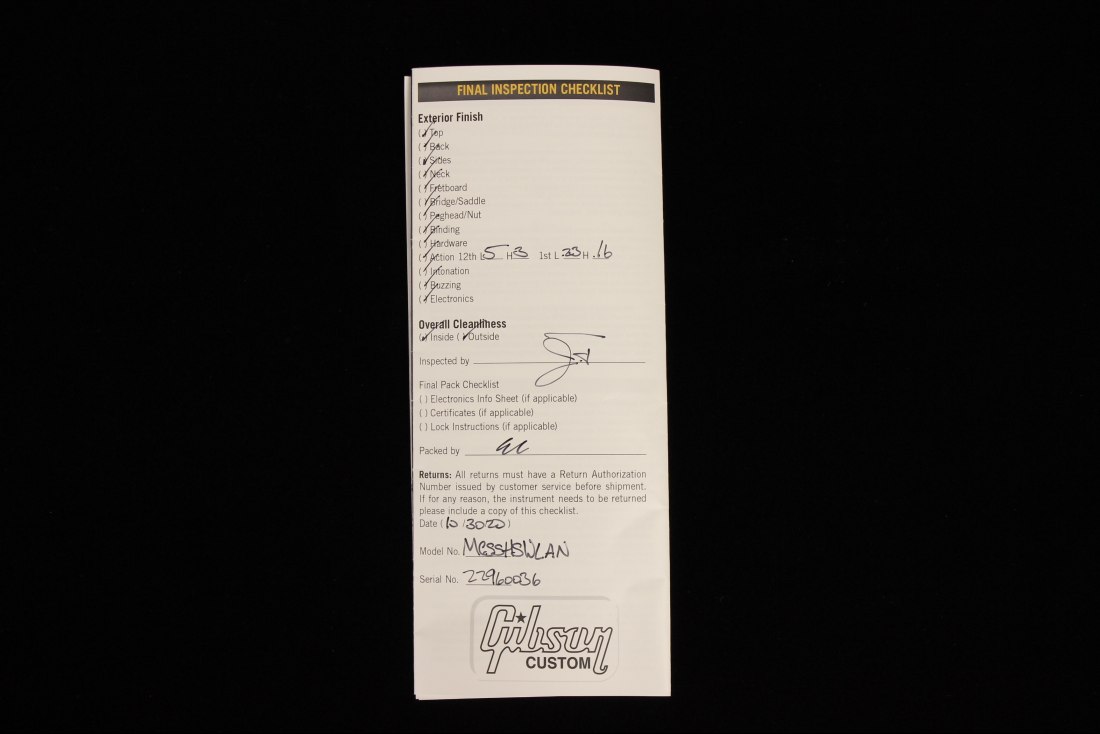 FINAL INSPECTION CHECKLIST
Exterior Finish
(✓) Top
(✓) Back
(✓) Sides
(✓) Neck
(✓) Fretboard
(✓) Bridge/Saddle
(✓) Peghead/Nut
(✓) Binding
(✓) Hardware
(✓) Action 12th L 5 H 3 1st L .23 H .16
(✓) Intonation
(✓) Buzzing
(✓) Electronics
Overall Cleanliness
(✓) Inside (✓) Outside
Inspected by
Final Pack Checklist
( ) Electronics Info Sheet (if applicable)
( ) Certificates (if applicable)
( ) Lock Instructions (if applicable)
Packed by
Returns: All returns must have a Return Authorization
Number issued by customer service before shipment.
If for any reason, the instrument needs to be returned
please include a copy of this checklist.
Date (10 /3020)
Model No.
Serial No. 22960036
Gibson
CUSTOM